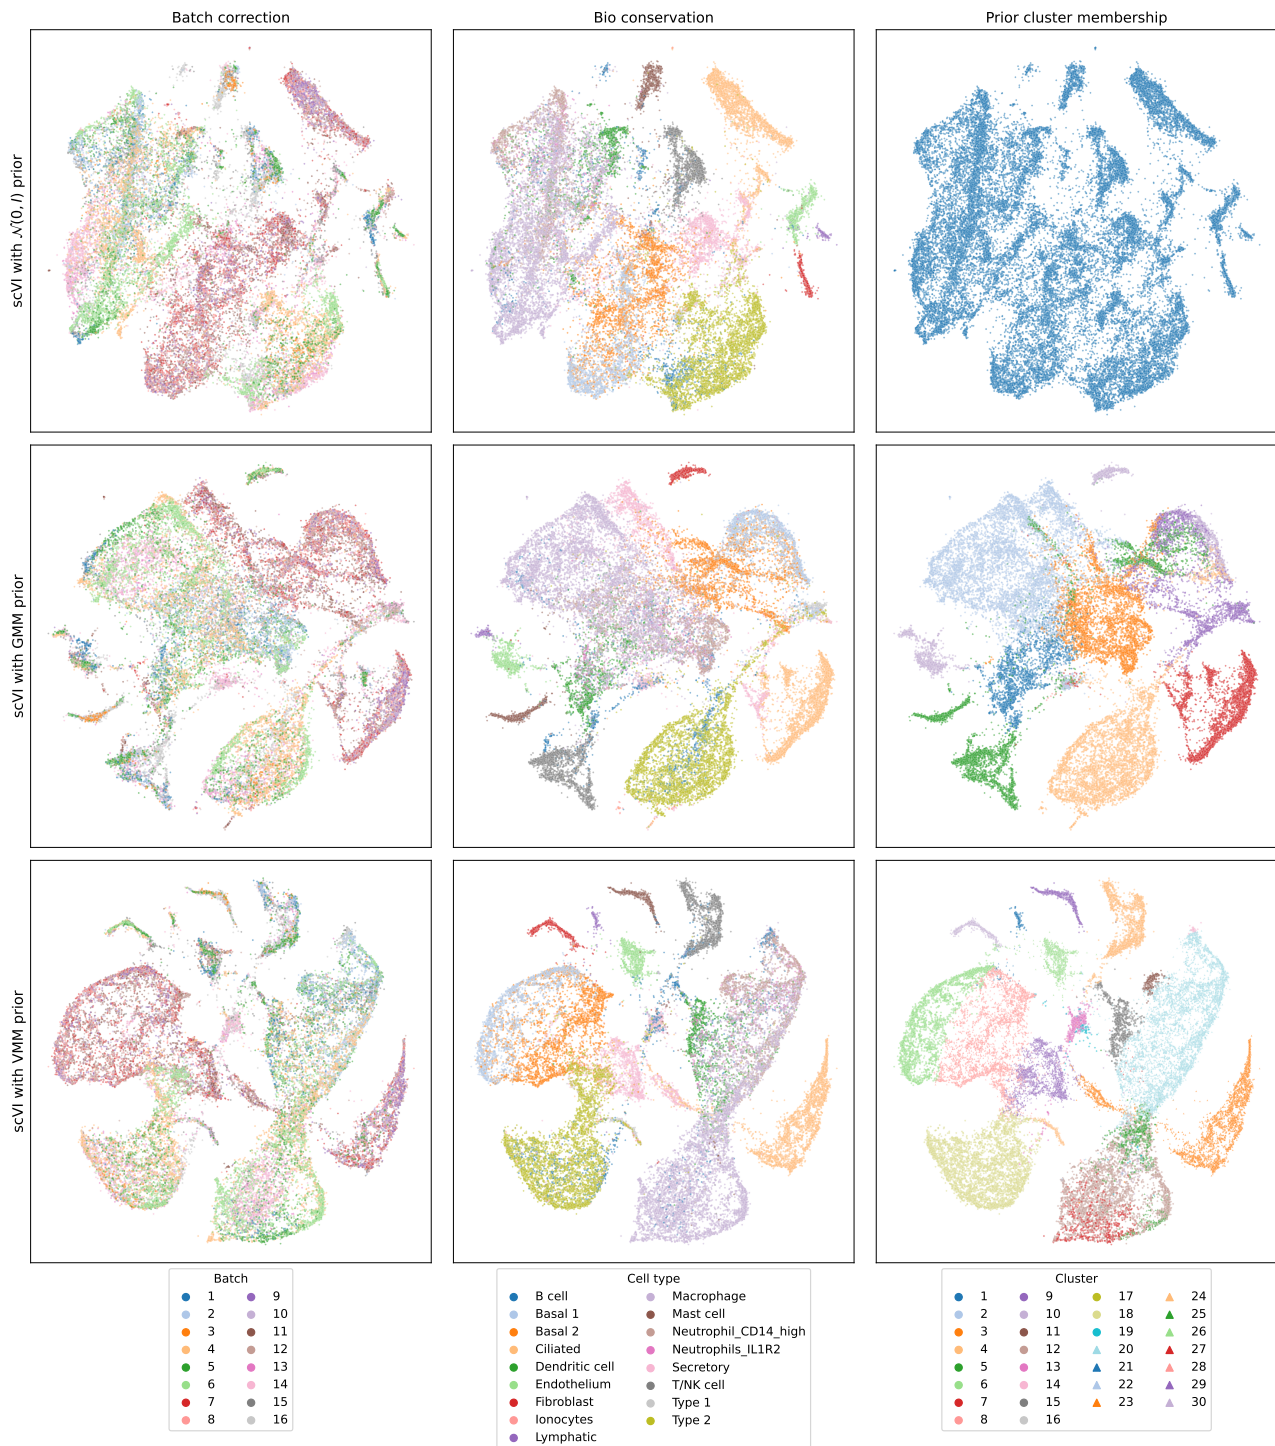 Batch correction
Bio conservation
Prior cluster membership
scVI with 𝒩(0, I) prior
scVI with GMM prior
scVI with VMM prior
Batch
1
2
3
4
5
6
7
8
9
10
11
12
13
14
15
16
Cell type
B cell
Basal 1
Basal 2
Ciliated
Dendritic cell
Endothelium
Fibroblast
Ionocytes
Lymphatic
Macrophage
Mast cell
Neutrophil_CD14_high
Neutrophils_IL1R2
Secretory
T/NK cell
Type 1
Type 2
Cluster
1
2
3
4
5
6
7
8
9
10
11
12
13
14
15
16
17
18
19
20
21
22
23
24
25
26
27
28
29
30